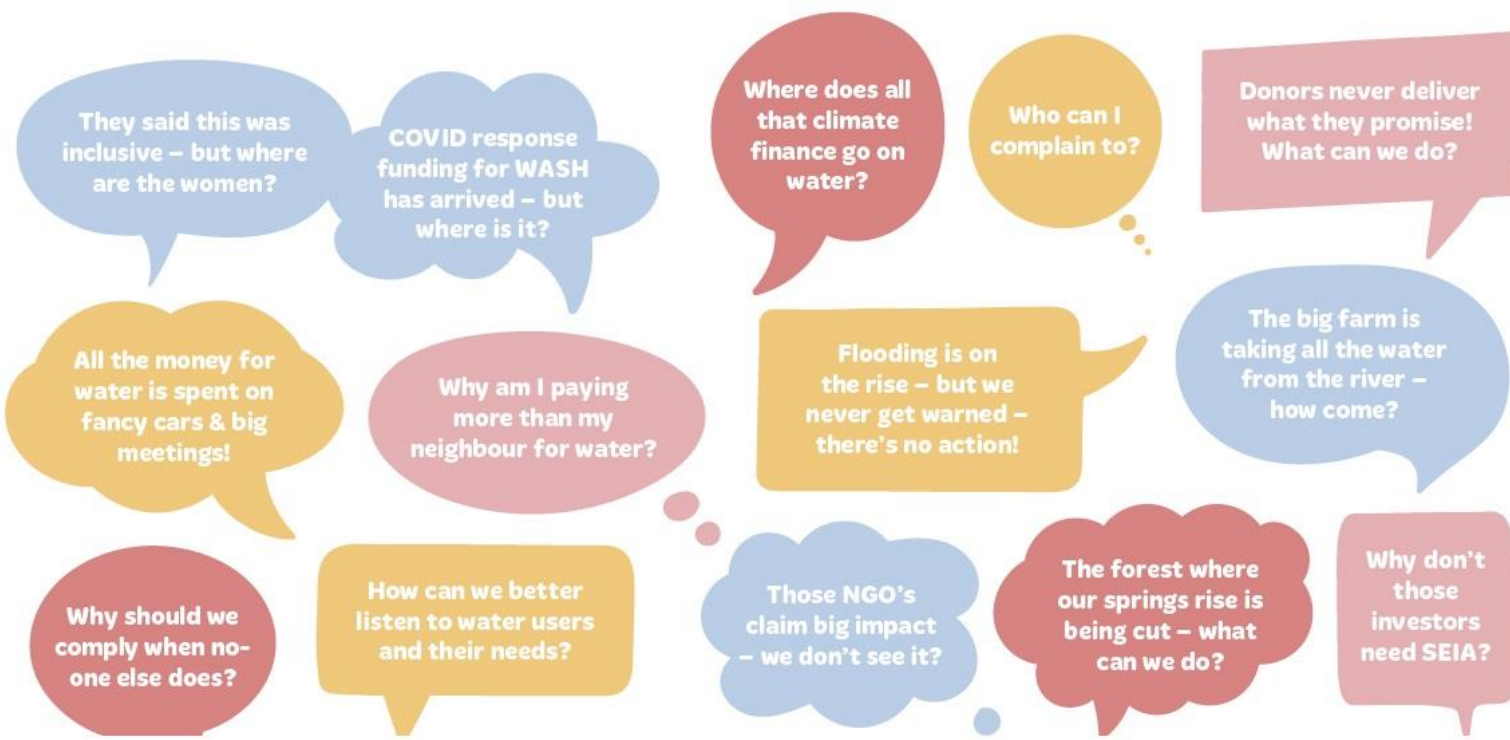 They said this was
inclusive – but where
are the women?
COVID response
funding for WASH
has arrived – but
where is it?
Where does all
that climate
finance go on
water?
Who can I
complain to?
Donors never deliver
what they promise!
What can we do?
All the money for
water is spent on
fancy cars & big
meetings!
Why am I paying
more than my
neighbour for water?
Flooding is on
the rise – but we
never get warned –
there's no action!
The big farm is
taking all the water
from the river –
how come?
Why should we
comply when no-
one else does?
How can we better
listen to water users
and their needs?
Those NGO's
claim big impact
– we don't see it?
The forest where
our springs rise is
being cut – what
can we do?
Why don't
those
investors
need SEIA?